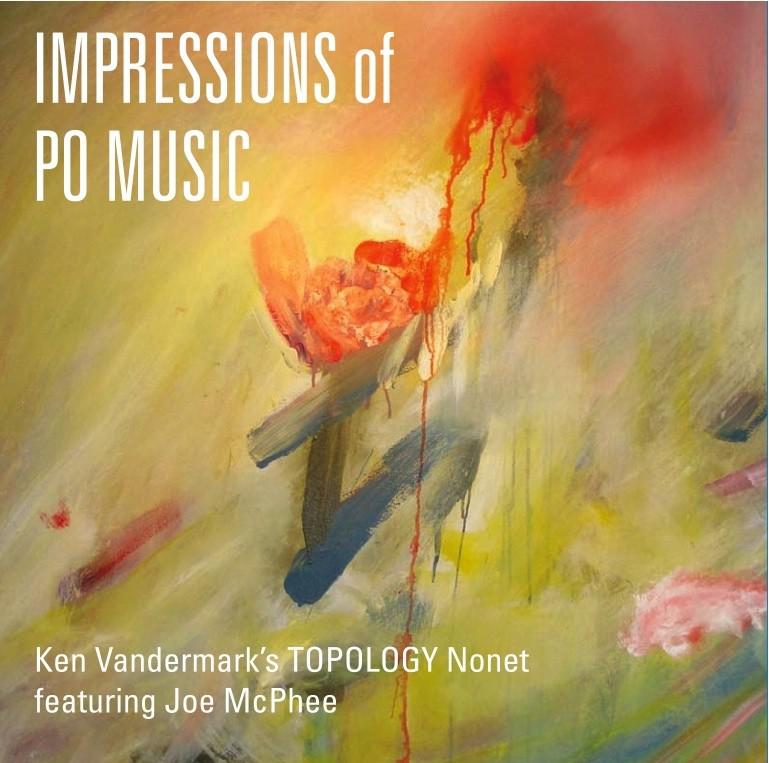 IMPRESSIONS of
PO MUSIC
Ken Vandermark's TOPOLOGY Nonet
featuring Joe McPhee